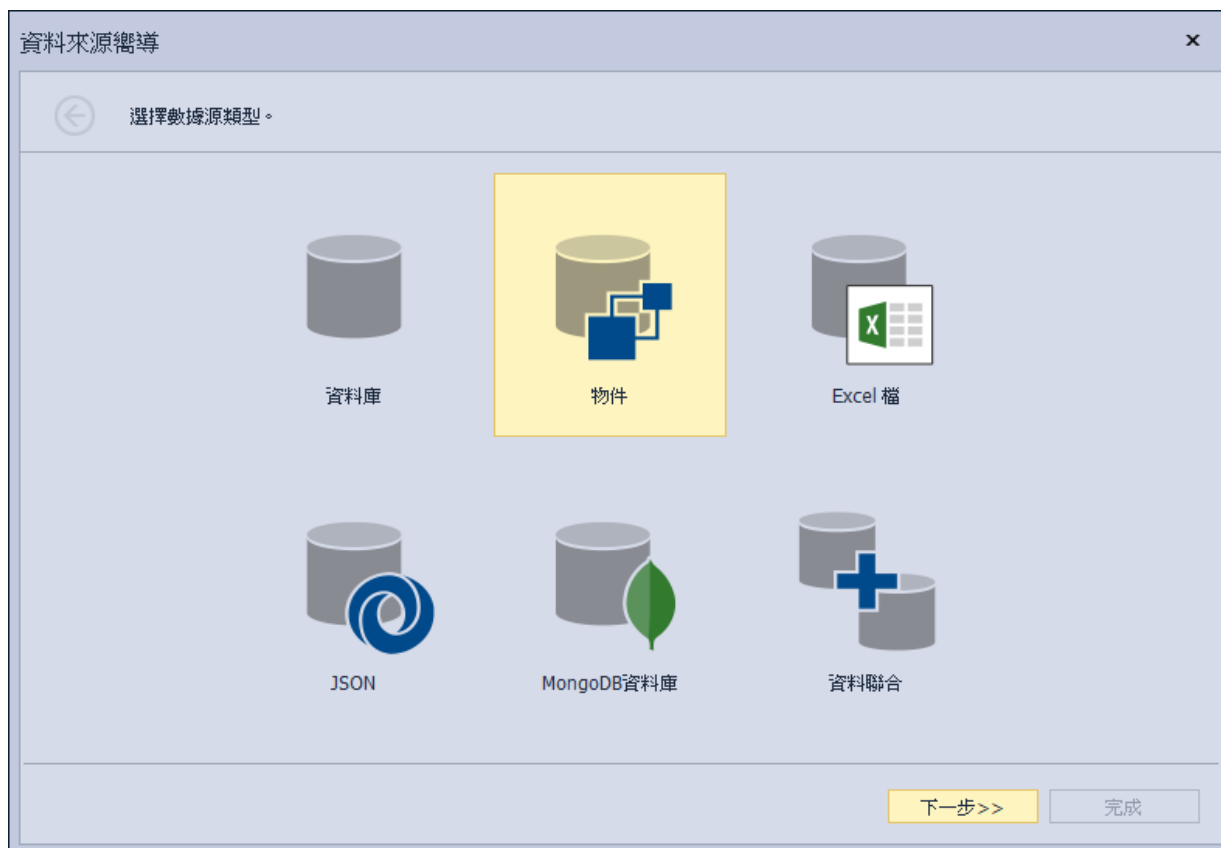 資料來源嚮導
選擇數據源類型。
資料庫
物件
Excel 檔
JSON
MongoDB資料庫
資料聯合
下一步>>
完成